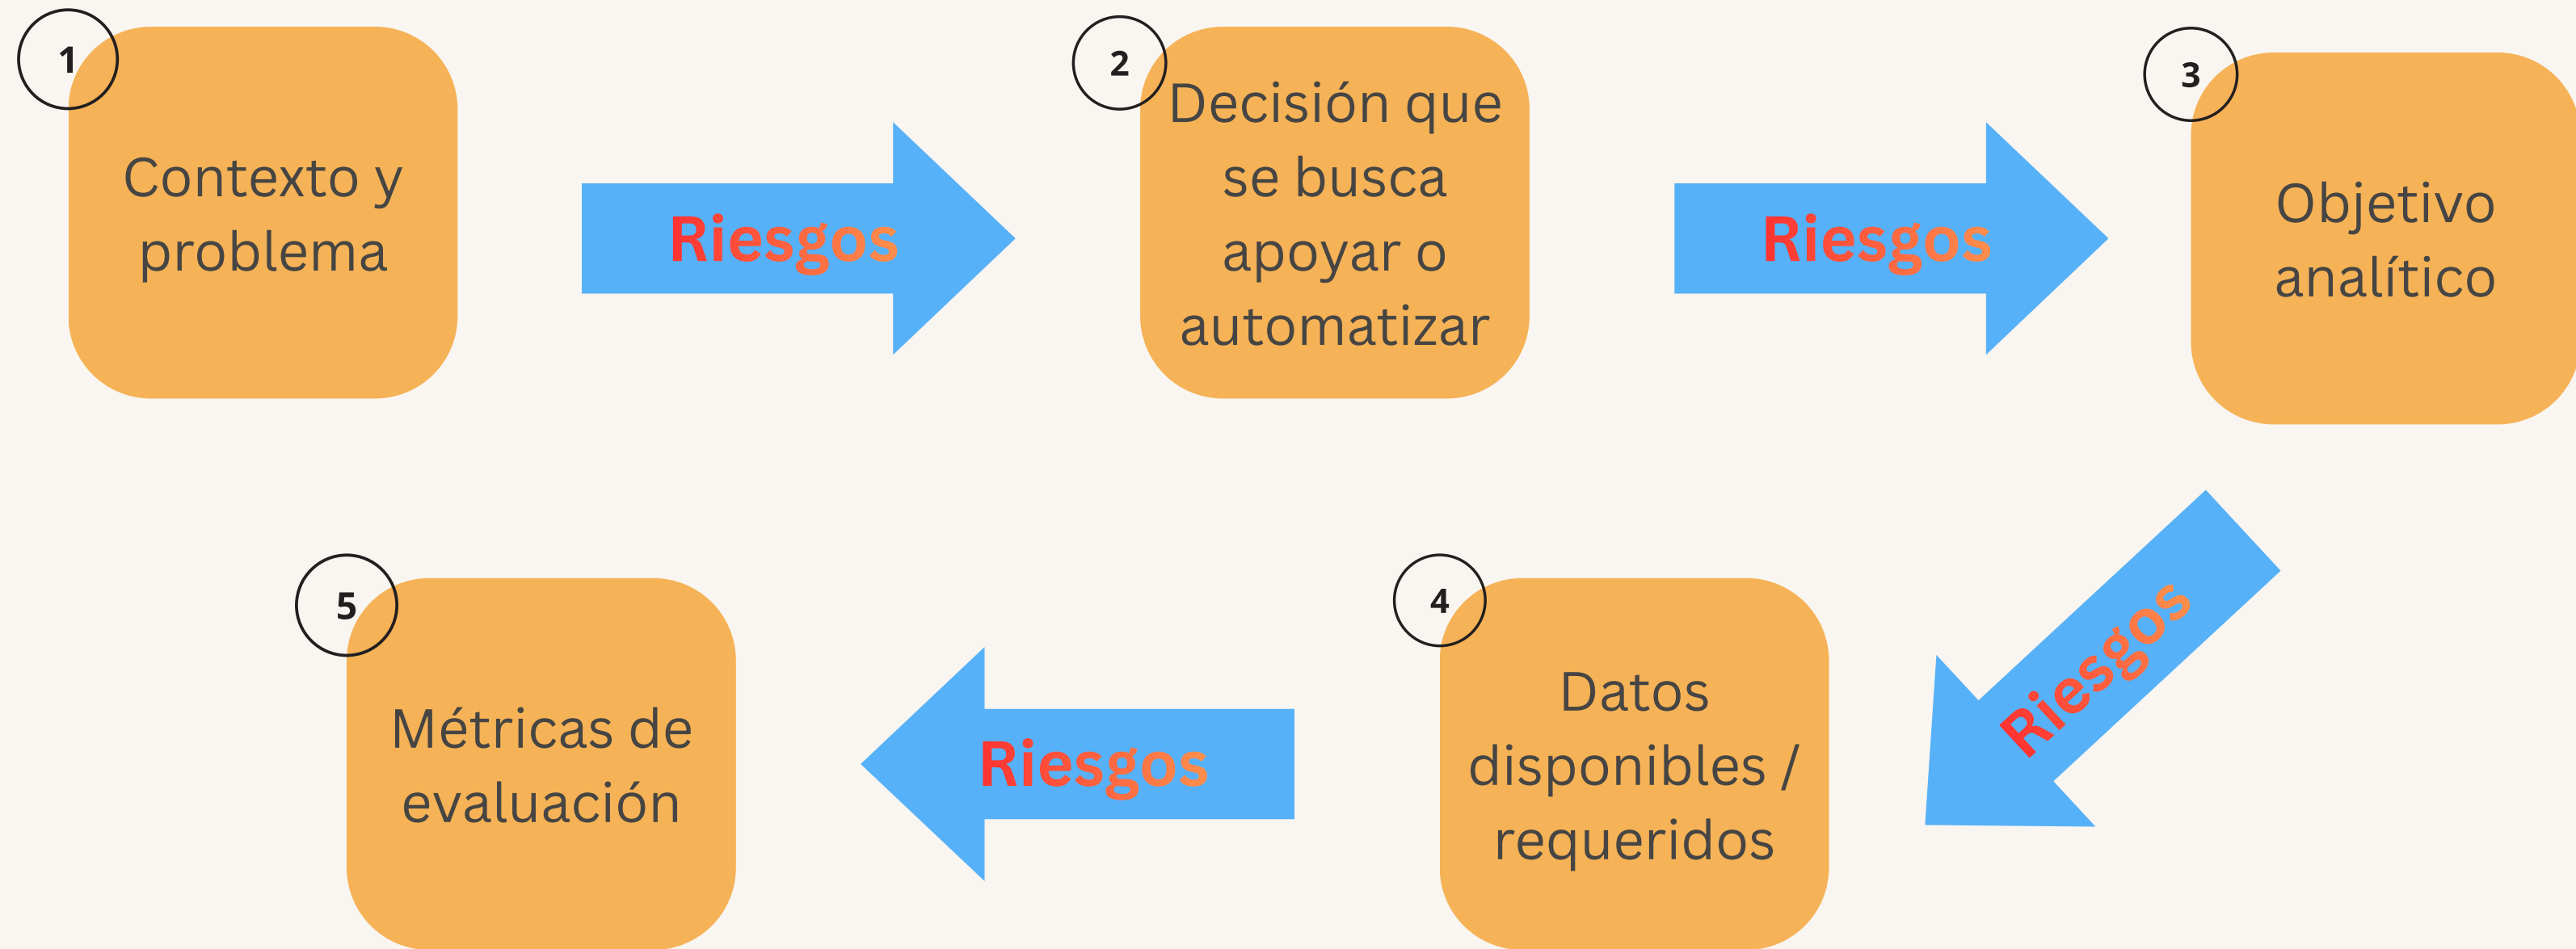 1
Contexto y
problema
Riesgos
2
Decisión que
se busca
apoyar o
automatizar
Riesgos
3
Objetivo
analítico
Riesgos
4
Datos
disponibles /
requeridos
Riesgos
5
Métricas de
evaluación